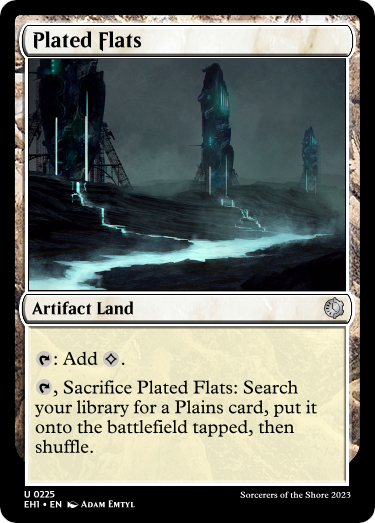 Plated Flats
Artifact Land
: Add .
, Sacrifice Plated Flats: Search
your library for a Plains card, put it
onto the battlefield tapped, then
shuffle.
U 0225
EH1 • EN Adam Emtyl
Sorcerers of the Shore 2023